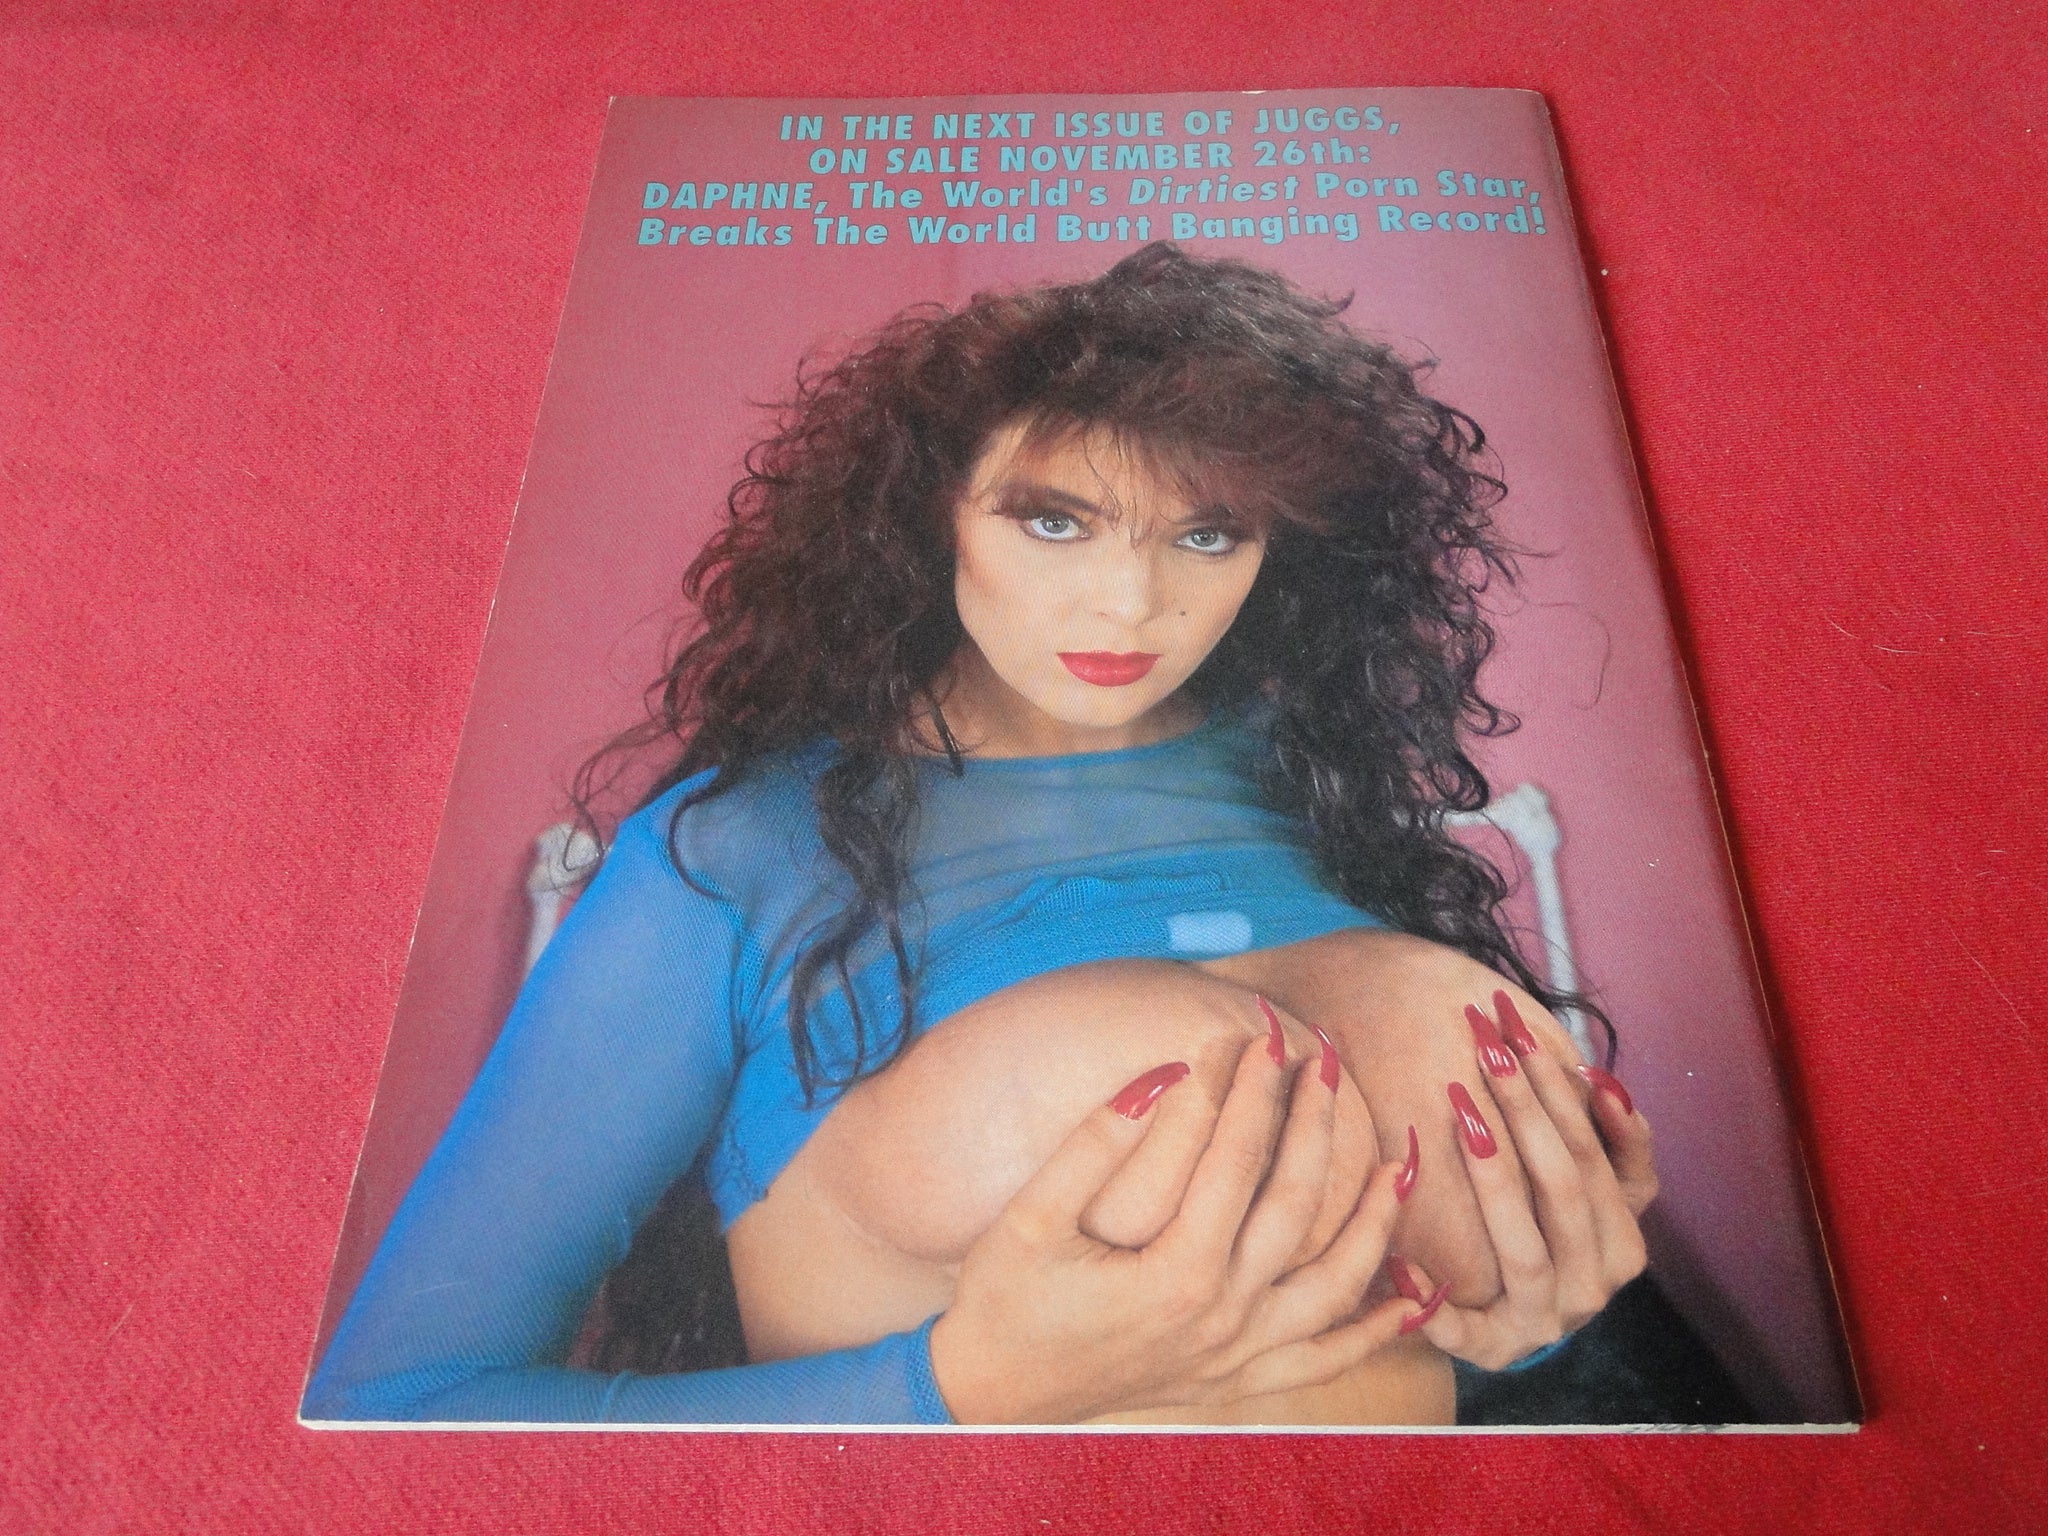 IN THE NEXT ISSUE OF JUGGS,
ON SALE NOVEMBER 26th:
DAPHNE, The World's Dirtiest Porn Star,
Breaks The World Butt Banging Record!